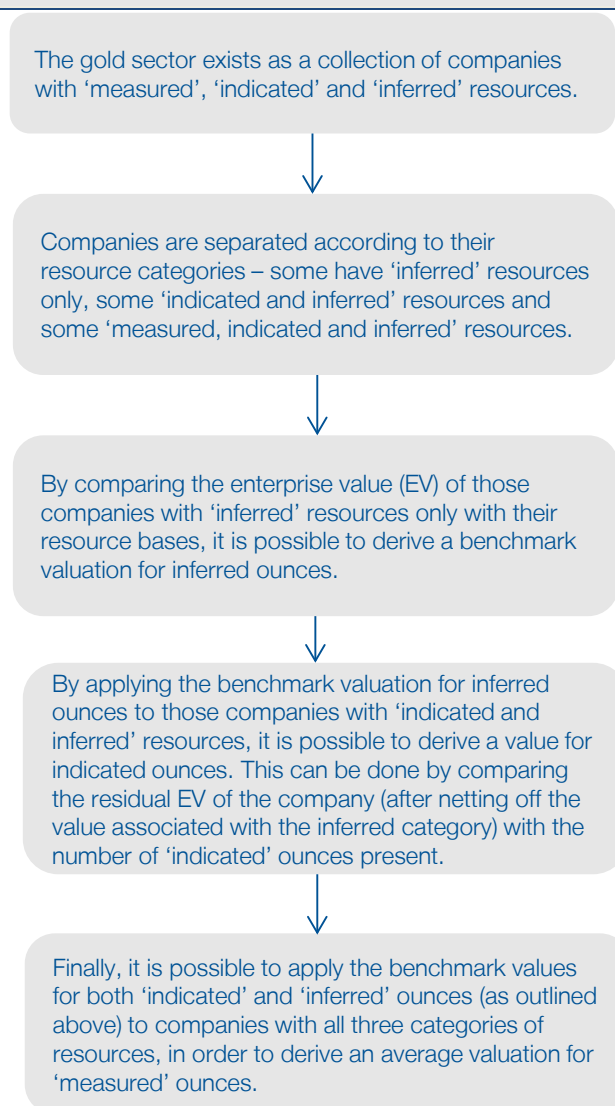 The gold sector exists as a collection of companies
with ‘measured’, ‘indicated’ and ‘inferred’ resources.
Companies are separated according to their
resource categories – some have ‘inferred’ resources
only, some ‘indicated and inferred’ resources and
some ‘measured, indicated and inferred’ resources.
By comparing the enterprise value (EV) of those
companies with ‘inferred’ resources only with their
resource bases, it is possible to derive a benchmark
valuation for inferred ounces.
By applying the benchmark valuation for inferred
ounces to those companies with ‘indicated and
inferred’ resources, it is possible to derive a value for
indicated ounces. This can be done by comparing
the residual EV of the company (after netting off the
value associated with the inferred category) with the
number of ‘indicated’ ounces present.
Finally, it is possible to apply the benchmark values
for both ‘indicated’ and ‘inferred’ ounces (as outlined
above) to companies with all three categories of
resources, in order to derive an average valuation for
‘measured’ ounces.